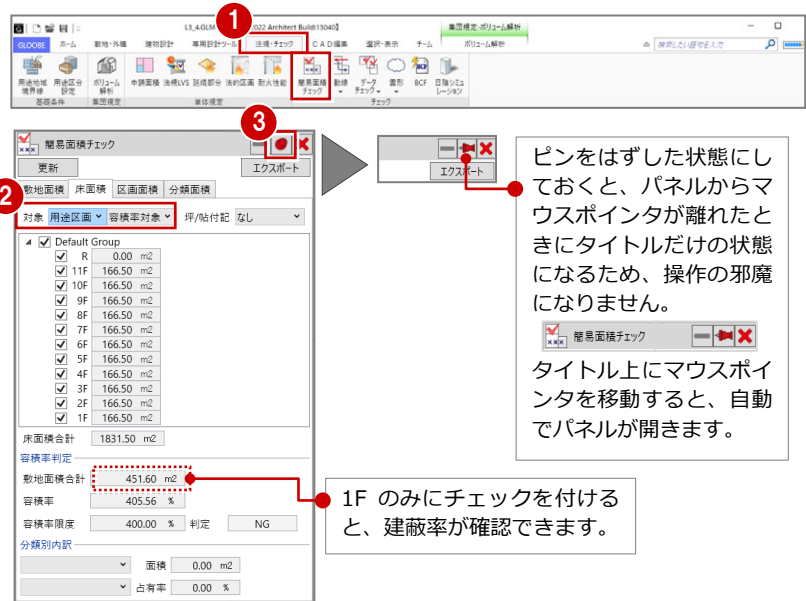 L3_4.GLM
2022 Architect Build:13040】
集団規定-ボリューム解析
GLOOBE ホーム 敷地・外構 建物設計 専用設計ツール 法規・チェック CAD編集 選択・表示 チーム ボリューム解析 検索したい語句を入力
用途地域境界線 用途区分設定 ボリューム解析 申請面積 法規LVS 延焼部分 法的区画 耐火性能 簡易面積チェック 動線 データチェック 雲形 BCF 日陰シミュレーション
基礎条件 集団規定 単体規定 チェック
1
3
簡易面積チェック
更新 エクスポート
敷地面積 床面積 区画面積 分類面積
2
対象 用途区画 容積率対象 坪/帖付記 なし
Default Group
R 0.00 m2
11F 166.50 m2
10F 166.50 m2
9F 166.50 m2
8F 166.50 m2
7F 166.50 m2
6F 166.50 m2
5F 166.50 m2
4F 166.50 m2
3F 166.50 m2
2F 166.50 m2
1F 166.50 m2
床面積合計 1831.50 m2
容積率判定
敷地面積合計 451.60 m2
容積率 405.56 %
容積率限度 400.00 % 判定 NG
分類別内訳
面積 0.00 m2
占有率 0.00 %
エクスポート
ピンをはずした状態にし
ておくと、パネルからマ
ウスポインタが離れたと
きにタイトルだけの状態
になるため、操作の邪魔
になりません。
簡易面積チェック
タイトル上にマウスポイ
ンタを移動すると、自動
でパネルが開きます。
1F のみにチェックを付ける
と、建蔽率が確認できます。